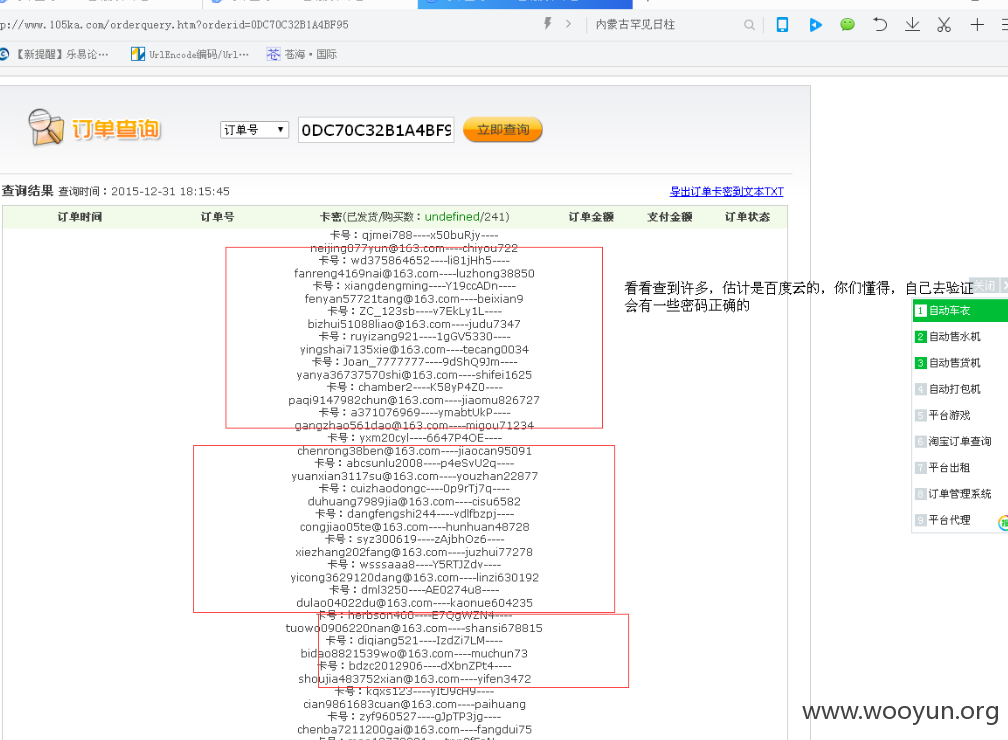 p://www.105ka.com/orderquery.htm?orderid=0DC70C32B1A4BF95
内蒙古罕见日柱
【新提醒】乐易论…
UrlEncode编码/Url…
苍海·国际
订单查询
订单号
0DC70C32B1A4BF9
立即查询
查询结果 查询时间：2015-12-31 18:15:45
导出订单卡密到文本TXT
订单时间 订单号 卡密(已发货/购买数：undefined/241) 订单金额 支付金额 订单状态
卡号：qjmei788----x50buRjy----
neijing077yun@163.com----chiyou722
卡号：wd375864652----li81jHh5----
fanreng4169nai@163.com----luzhong38850
卡号：xiangdengming----Y19ccADn----
fenyan57721tang@163.com----beixian9
卡号：ZC_123sb----v7EkLy1L----
bizhui51088liao@163.com----judu7347
卡号：ruyizang921----1gGV5330----
yingshai7135xie@163.com----tecang0034
卡号：Joan_7777777----9dShQ9Jm----
yanya36737570shi@163.com----shifei1625
卡号：chamber2----K58yP4Z0----
paqi9147982chun@163.com----jiaomu826727
卡号：a371076969----ymabtUkP----
gangzhao561dao@163.com----migou71234
卡号：yxm20cyl----6647P4OE----
chenrong38ben@163.com----jiaocan95091
卡号：abcsunlu2008----p4eSvU2q----
yuanxian3117su@163.com----youzhan22877
卡号：cuizhaodongc----0p9rTj7q----
duhuang7989jia@163.com----cisu6582
卡号：dangfengshi244----vdlfbzpj----
congjiao05te@163.com----hunhuan48728
卡号：syz300619----zAjbhOz6----
xiezhang202fang@163.com----juzhui77278
卡号：wsssaaa8----Y5RTJZdv----
yicong3629120dang@163.com----linzi630192
卡号：dml3250----AE0274u8----
dulao04022du@163.com----kaonue604235
卡号：herbson400----E7QgWZN4----
tuowo0906220nan@163.com----shansi678815
卡号：diqiang521----IzdZi7LM----
bidao8821539wo@163.com----muchun73
卡号：bdzc2012906----dXbnZPt4----
shoujia483752xian@163.com----yifen3472
卡号：kqxs123----yItJ9cH9----
cian9861683cuan@163.com----paihuang
卡号：zyf960527----gJpTP3jg----
chenba7211200gai@163.com----fangdui75
看看查到许多，估计是百度云的，你们懂得，自己去验证
会有一些密码正确的
关闭
1 自动车衣
2 自动售水机
3 自动售货机
4 自动打包机
5 平台游戏
6 淘宝订单查询
7 平台出租
8 订单管理系统
9 平台代理
www.wooyun.org